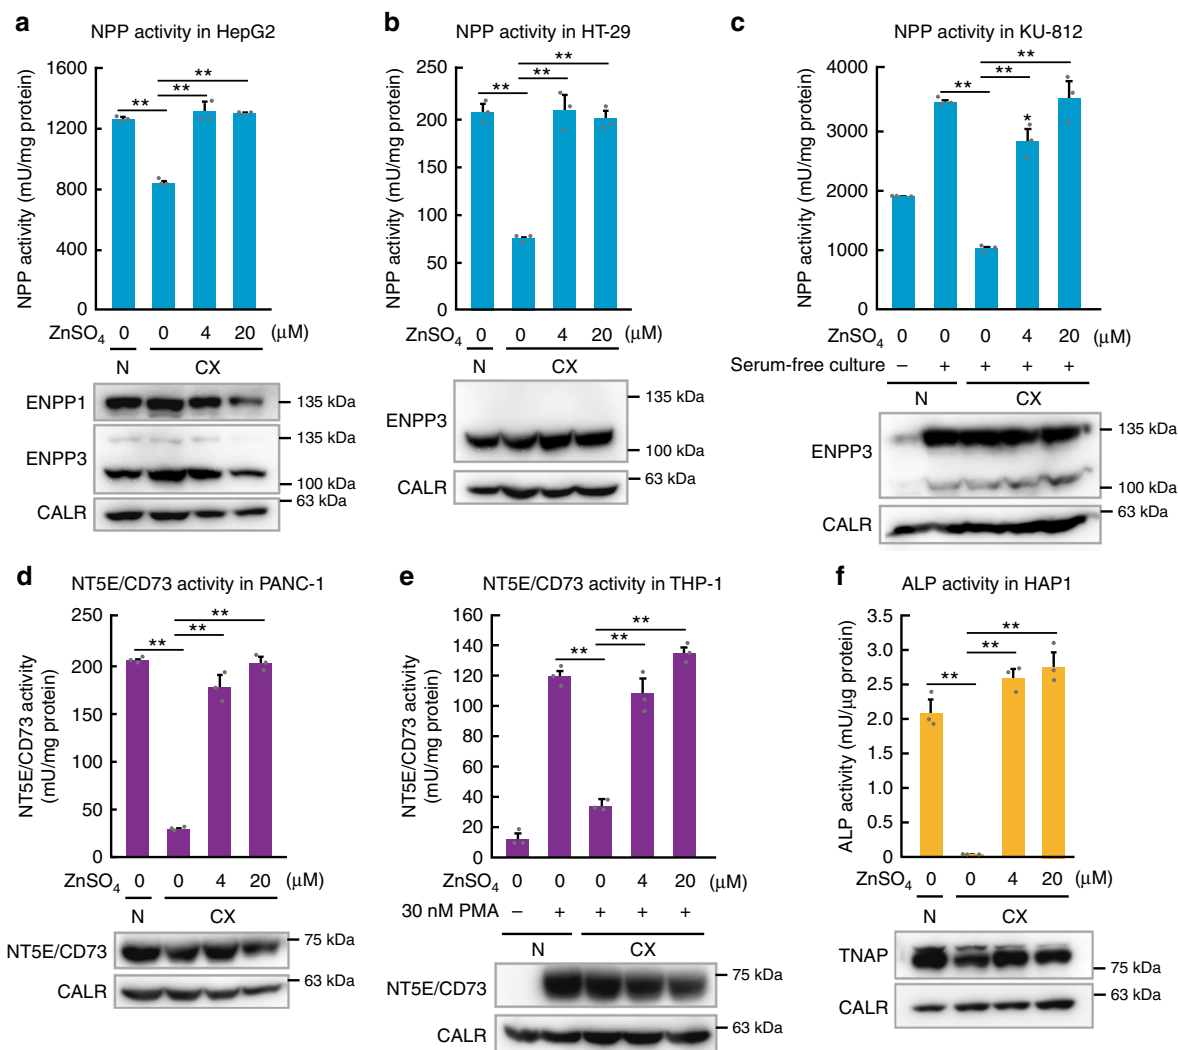 a
NPP activity in HepG2
NPP activity (mU/mg protein)
1600
1200
800
400
0
** ** **
ZnSO4 0 0 4 20 (μM)
N CX
ENPP1 135 kDa
ENPP3 135 kDa
100 kDa
63 kDa
CALR
b
NPP activity in HT-29
NPP activity (mU/mg protein)
250
200
150
100
50
0
** ** **
ZnSO4 0 0 4 20 (μM)
N CX
ENPP3 135 kDa
100 kDa
CALR 63 kDa
c
NPP activity in KU-812
NPP activity (mU/mg protein)
4000
3000
2000
1000
0
** ** ** *
ZnSO4 0 0 0 4 20 (μM)
Serum-free culture – + + + +
N CX
ENPP3 135 kDa
100 kDa
CALR 63 kDa
d
NT5E/CD73 activity in PANC-1
NT5E/CD73 activity
(mU/mg protein)
250
200
150
100
50
0
** ** **
ZnSO4 0 0 4 20 (μM)
N CX
NT5E/CD73 75 kDa
CALR 63 kDa
e
NT5E/CD73 activity in THP-1
NT5E/CD73 activity
(mU/mg protein)
160
140
120
100
80
60
40
20
0
** ** **
ZnSO4 0 0 0 4 20 (μM)
30 nM PMA – + + + +
N CX
NT5E/CD73 75 kDa
CALR 63 kDa
f
ALP activity in HAP1
ALP activity (mU/μg protein)
3.5
3.0
2.5
2.0
1.5
1.0
0.5
0
** ** **
ZnSO4 0 0 4 20 (μM)
N CX
TNAP 75 kDa
CALR 63 kDa